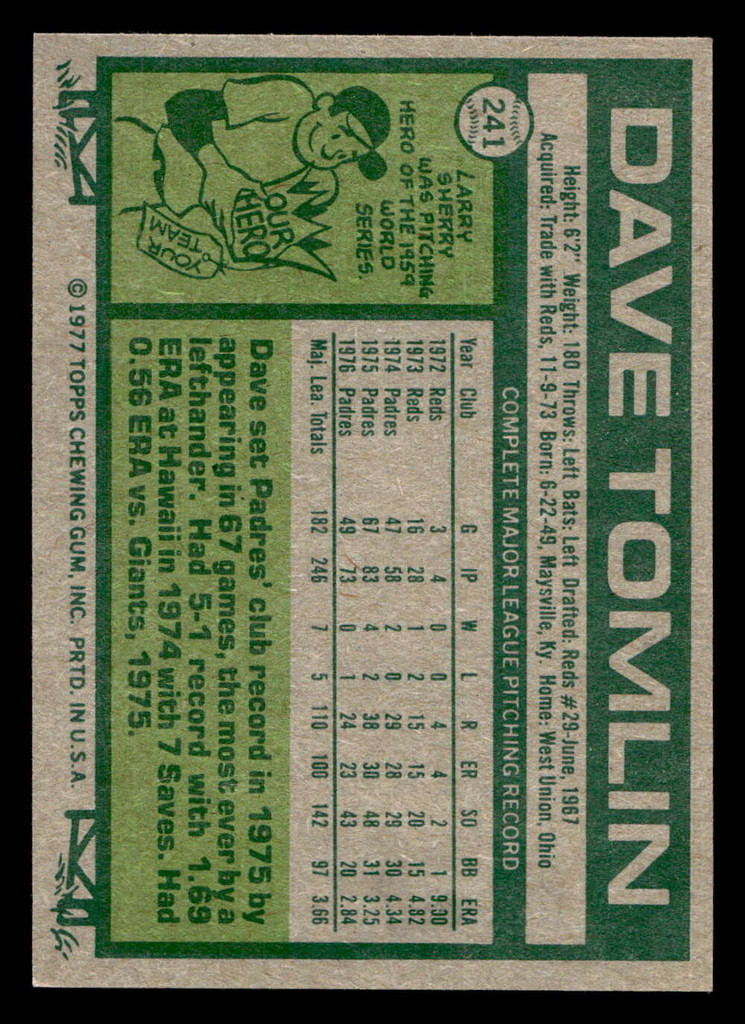 241
DAVE TOMLIN
Height: 6'2" Weight: 180 Throws: Left Bats: Left Drafted: Reds #29-June, 1967
Acquired: Trade with Reds, 11-9-73 Born: 6-22-49, Maysville, Ky. Home: West Union, Ohio
LARRY
SHERRY
WAS PITCHING
HERO OF THE 1959
WORLD
SERIES.
OUR
HERO
YOUR
TEAM
COMPLETE MAJOR LEAGUE PITCHING RECORD
Year Club G IP W L R ER SO BB ERA
1972 Reds 3 4 0 0 4 4 2 1 9.30
1973 Reds 16 28 1 2 15 15 20 15 4.82
1974 Padres 47 58 2 0 29 28 29 30 4.34
1975 Padres 67 83 4 2 38 30 48 31 3.25
1976 Padres 49 73 0 1 24 23 43 20 2.84
Maj. Lea. Totals 182 246 7 5 110 100 142 97 3.66
Dave set Padres' club record in 1975 by
appearing in 67 games, the most ever by a
lefthander. Had 5-1 record with 1.69
ERA at Hawaii in 1974 with 7 Saves. Had
0.56 ERA vs. Giants, 1975.
© 1977 TOPPS CHEWING GUM, INC. PRTD. IN U.S.A.